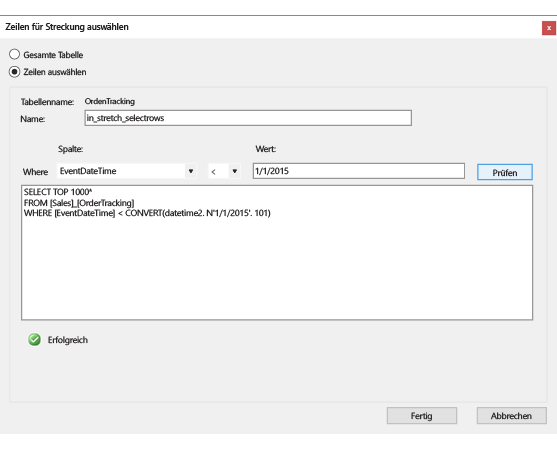 Zeilen für Streckung auswählen
x
Gesamte Tabelle
Zeilen auswählen
Tabellenname: OrdenTracking
Name: in_stretch_selectrows
Spalte: Wert:
Where EventDateTime < 1/1/2015 Prüfen
SELECT TOP 1000*
FROM [Sales]_[OrderTracking]
WHERE [EventDateTime] < CONVERT(datetime2. N'1/1/2015'. 101)
Erfolgreich
Fertig Abbrechen